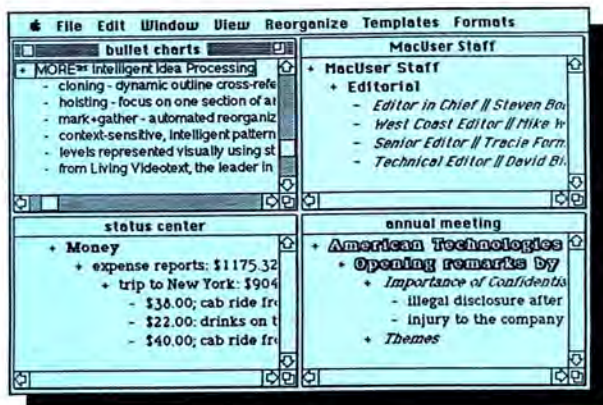 File Edit Window View Reorganize Templates Formats
bullet charts
+ MORE™ Intelligent Idea Processing
- cloning - dynamic outline cross-refe
- hoisting - focus on one section of a
- mark+gather - automated reorganiz
- context-sensitive, intelligent pattern
- levels represented visually using st
- from Living Videotext, the leader in
MacUser Staff
+ MacUser Staff
+ Editorial
- Editor in Chief // Steven Bo
- West Coast Editor // Mike W
- Senior Editor // Tracie Forn
- Technical Editor // David Bi
status center
+ Money
+ expense reports: $1175.32
+ trip to New York: $904
- $38.00; cab ride fr
- $22.00: drinks on t
- $40.00; cab ride fr
annual meeting
+ American Technologies
+ Opening remarks by
+ Importance of Confidentia
- illegal disclosure after
- injury to the company
+ Themes